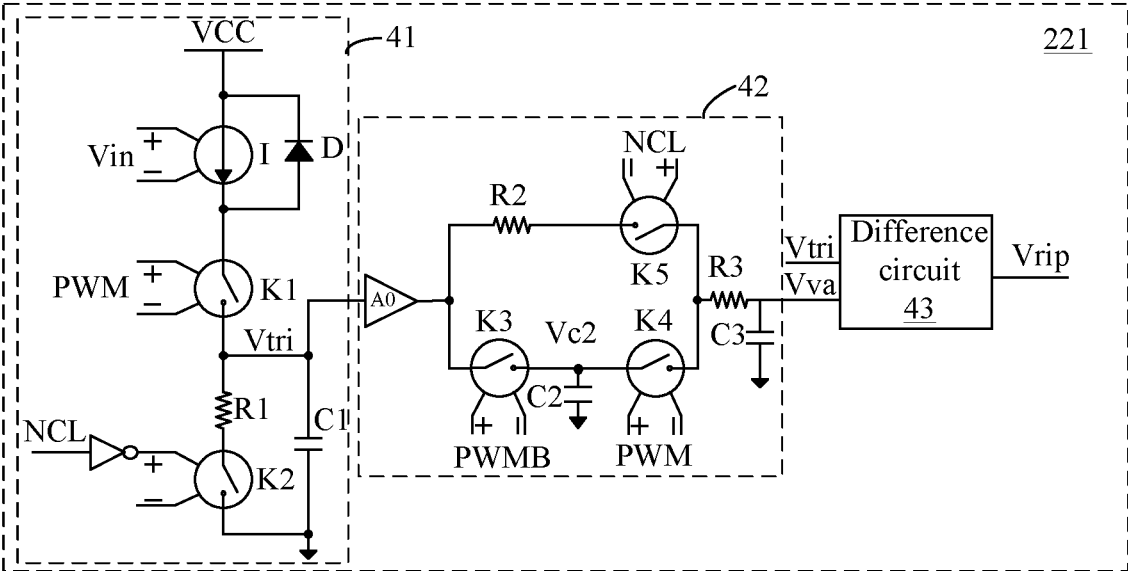 VCC
41
221
42
Vin
+
−
I
D
NCL
− +
R2
K5
PWM
+
−
K1
A0
Vtri
R3
Vva
C3
Vtri
Difference
circuit
43
Vrip
K3
Vc2
K4
C2
R1
C1
+ −
PWMB
+ −
PWM
NCL
+
−
K2